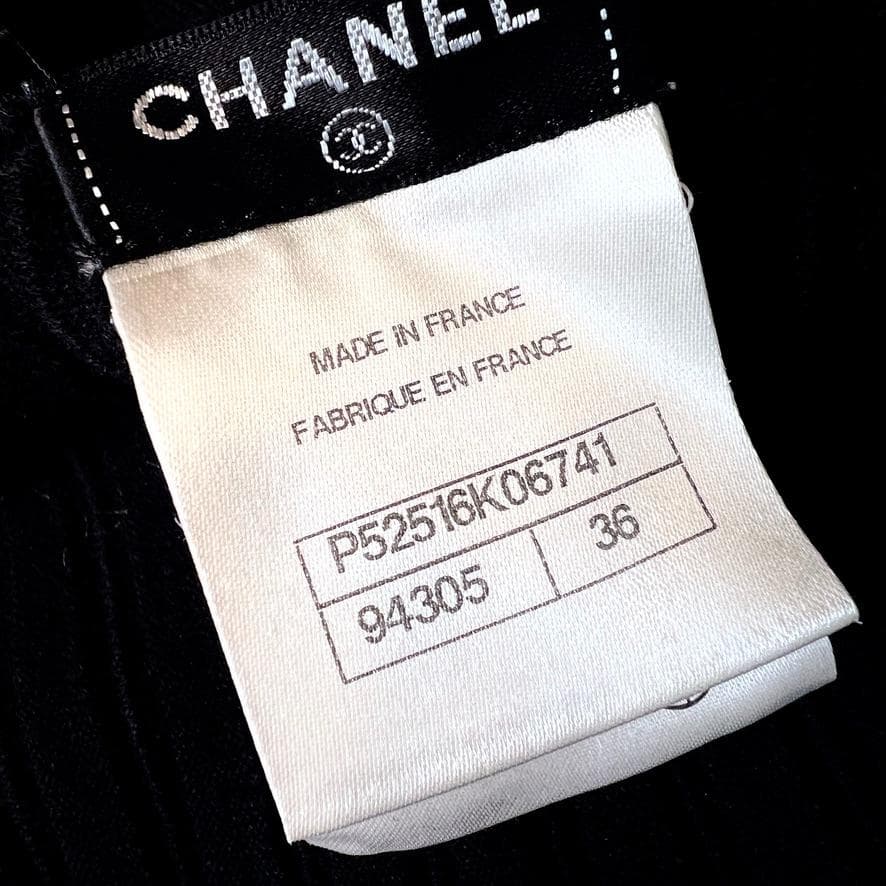 CHANEL
MADE IN FRANCE
FABRIQUE EN FRANCE
P52516K06741
94305 36